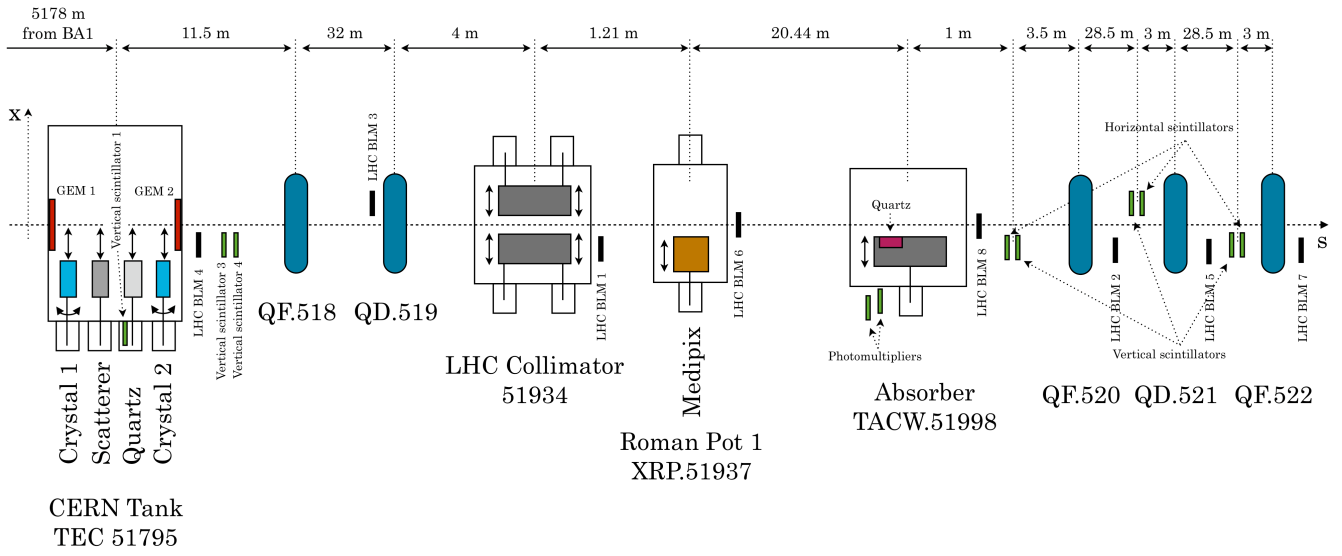 5178 m
from BA1
11.5 m
32 m
4 m
1.21 m
20.44 m
1 m
3.5 m
28.5 m
3 m
28.5 m
3 m
X
GEM 1
Vertical scintillator 1
GEM 2
LHC BLM 3
Horizontal scintillators
Quartz
S
LHC BLM 4
Vertical scintillator 3
Vertical scintillator 4
QF.518
QD.519
LHC BLM 1
LHC BLM 6
LHC BLM 8
LHC BLM 2
LHC BLM 5
LHC BLM 7
Photomultipliers
Vertical scintillators
Crystal 1
Scatterer
Quartz
Crystal 2
LHC Collimator
51934
Medipix
Absorber
TACW.51998
QF.520
QD.521
QF.522
Roman Pot 1
XRP.51937
CERN Tank
TEC 51795